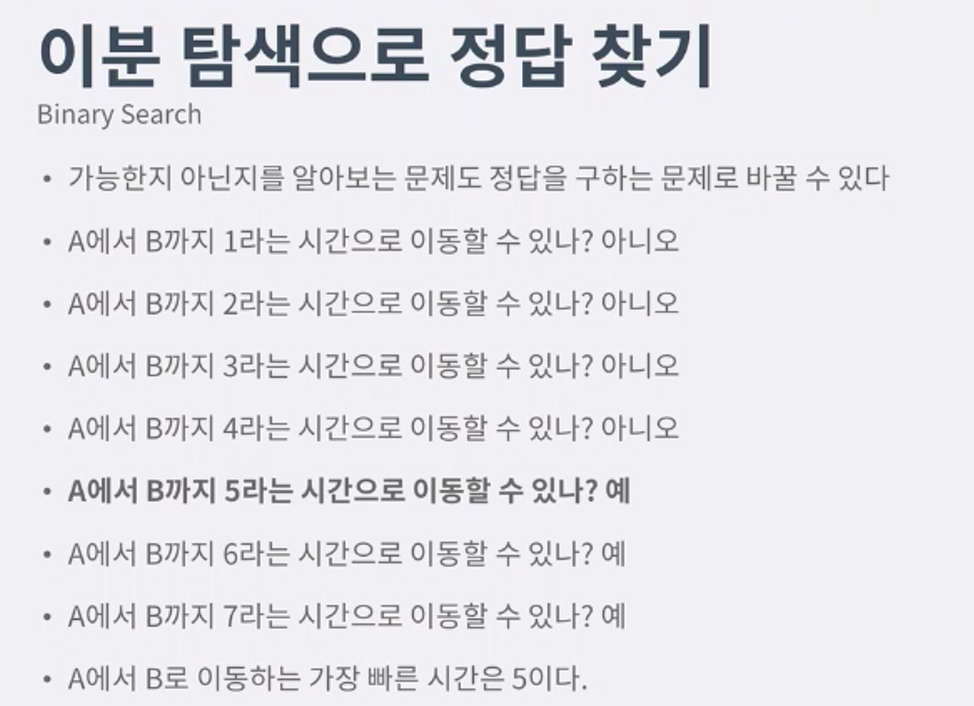 이분 탐색으로 정답 찾기
Binary Search
• 가능한지 아닌지를 알아보는 문제도 정답을 구하는 문제로 바꿀 수 있다
• A에서 B까지 1라는 시간으로 이동할 수 있나? 아니오
• A에서 B까지 2라는 시간으로 이동할 수 있나? 아니오
• A에서 B까지 3라는 시간으로 이동할 수 있나? 아니오
• A에서 B까지 4라는 시간으로 이동할 수 있나? 아니오
• A에서 B까지 5라는 시간으로 이동할 수 있나? 예
• A에서 B까지 6라는 시간으로 이동할 수 있나? 예
• A에서 B까지 7라는 시간으로 이동할 수 있나? 예
• A에서 B로 이동하는 가장 빠른 시간은 5이다.